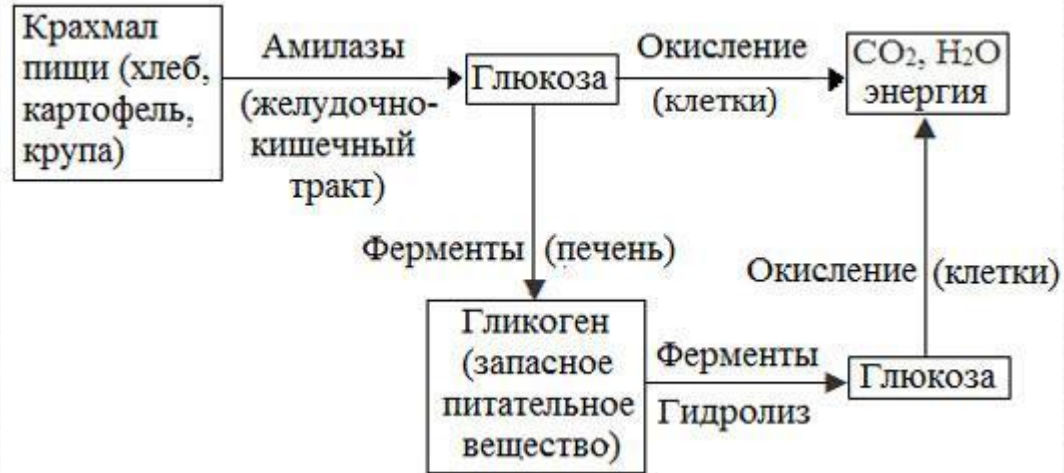 Крахмал
пищи (хлеб,
картофель,
крупа)
Амилазы
(желудочно-
кишечный
тракт)
Глюкоза
Окисление
(клетки)
CO₂, H₂O
энергия
Ферменты (печень)
Гликоген
(запасное
питательное
вещество)
Ферменты
Гидролиз
Глюкоза
Окисление (клетки)